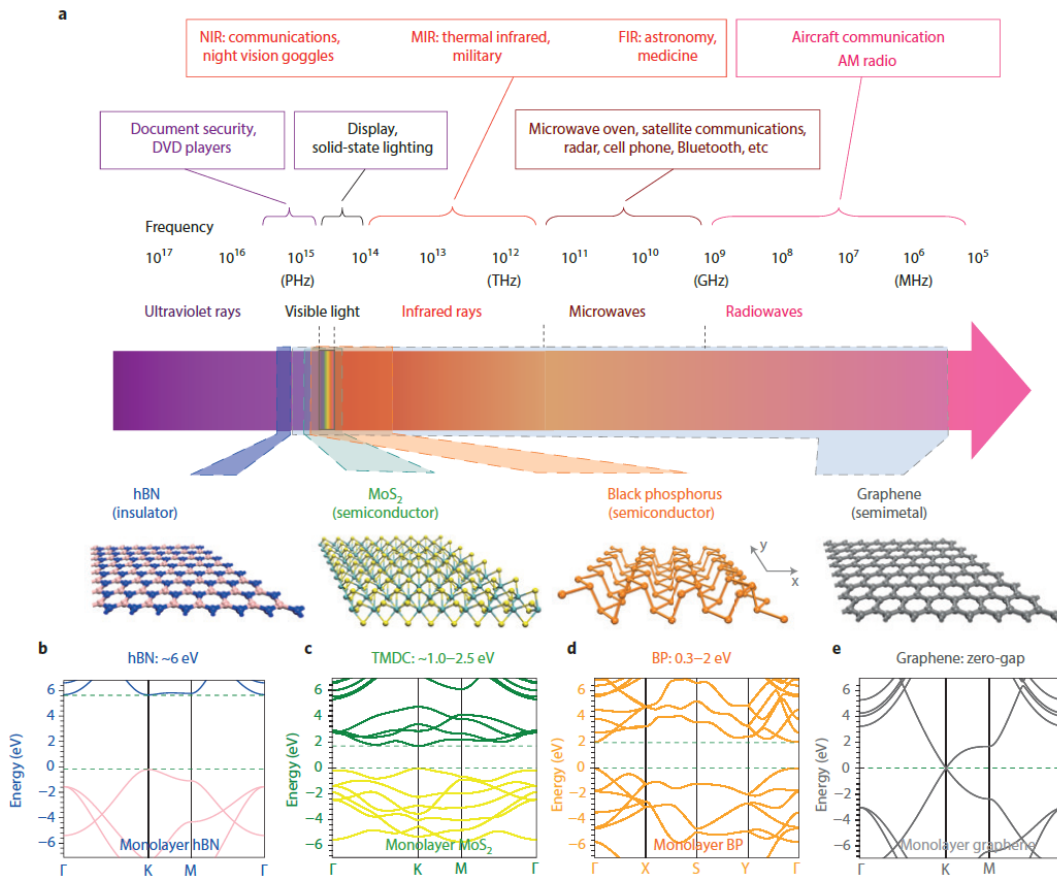 a
NIR: communications,
night vision goggles
MIR: thermal infrared,
military
FIR: astronomy,
medicine
Aircraft communication
AM radio
Document security,
DVD players
Display,
solid-state lighting
Microwave oven, satellite communications,
radar, cell phone, Bluetooth, etc
Frequency
10¹⁷ 10¹⁶ 10¹⁵ 10¹⁴ 10¹³ 10¹² 10¹¹ 10¹⁰ 10⁹ 10⁸ 10⁷ 10⁶ 10⁵
(PHz) (THz) (GHz) (MHz)
Ultraviolet rays Visible light Infrared rays Microwaves Radiowaves
hBN
(insulator)
MoS₂
(semiconductor)
Black phosphorus
(semiconductor)
Graphene
(semimetal)
y
x
b hBN: ~6 eV
Energy (eV)
6
4
2
0
−2
−4
−6
Monolayer hBN
Γ K M Γ
c TMDC: ~1.0–2.5 eV
Energy (eV)
6
4
2
0
−2
−4
−6
Monolayer MoS₂
Γ K M Γ
d BP: 0.3–2 eV
Energy (eV)
6
4
2
0
−2
−4
−6
Monolayer BP
Γ X S Y Γ
e Graphene: zero-gap
Energy (eV)
6
4
2
0
−2
−4
−6
Monolayer graphene
Γ K M Γ